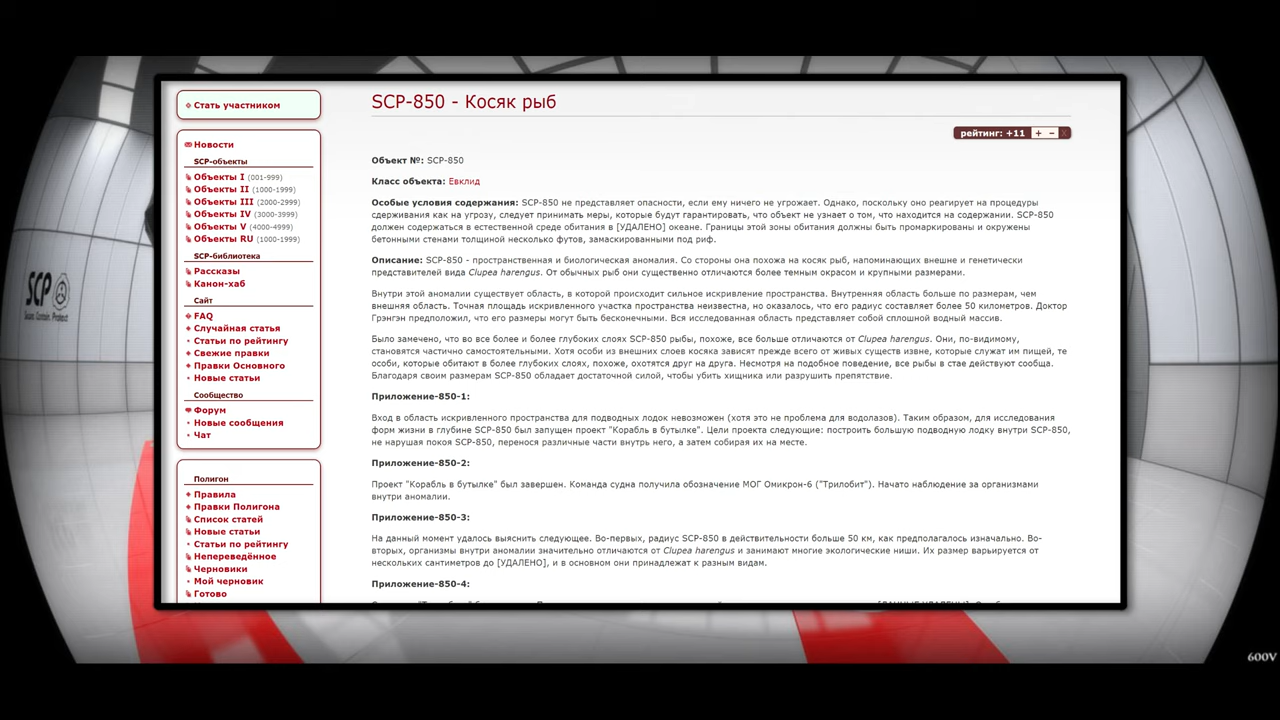 Стать участником
Новости
SCP-объекты
Объекты I (001-999)
Объекты II (1000-1999)
Объекты III (2000-2999)
Объекты IV (3000-3999)
Объекты V (4000-4999)
Объекты RU (1000-1999)
SCP-библиотека
Рассказы
Канон-хаб
Сайт
FAQ
Случайная статья
Статьи по рейтингу
Свежие правки
Правки Основного
Новые статьи
Сообщество
Форум
Новые сообщения
Чат
Полигон
Правила
Правки Полигона
Список статей
Новые статьи
Статьи по рейтингу
Непереведённое
Черновики
Мой черновик
Готово
SCP-850 - Косяк рыб
рейтинг: +11 + − x
Объект №: SCP-850
Класс объекта: Евклид
Особые условия содержания: SCP-850 не представляет опасности, если ему ничего не угрожает. Однако, поскольку оно реагирует на процедуры
сдерживания как на угрозу, следует принимать меры, которые будут гарантировать, что объект не узнает о том, что находится на содержании. SCP-850
должен содержаться в естественной среде обитания в [УДАЛЕНО] океане. Границы этой зоны обитания должны быть промаркированы и окружены
бетонными стенами толщиной несколько футов, замаскированными под риф.
Описание: SCP-850 - пространственная и биологическая аномалия. Со стороны она похожа на косяк рыб, напоминающих внешне и генетически
представителей вида Clupea harengus. От обычных рыб они существенно отличаются более темным окрасом и крупными размерами.
Внутри этой аномалии существует область, в которой происходит сильное искривление пространства. Внутренняя область больше по размерам, чем
внешняя область. Точная площадь искривленного участка пространства неизвестна, но оказалось, что его радиус составляет более 50 километров. Доктор
Грэнгэн предположил, что его размеры могут быть бесконечными. Вся исследованная область представляет собой сплошной водный массив.
Было замечено, что во все более и более глубоких слоях SCP-850 рыбы, похоже, все больше отличаются от Clupea harengus. Они, по-видимому,
становятся частично самостоятельными. Хотя особи из внешних слоев косяка зависят прежде всего от живых существ извне, которые служат им пищей, те
особи, которые обитают в более глубоких слоях, похоже, охотятся друг на друга. Несмотря на подобное поведение, все рыбы в стае действуют сообща.
Благодаря своим размерам SCP-850 обладает достаточной силой, чтобы убить хищника или разрушить препятствие.
Приложение-850-1:
Вход в область искривленного пространства для подводных лодок невозможен (хотя это не проблема для водолазов). Таким образом, для исследования
форм жизни в глубине SCP-850 был запущен проект "Корабль в бутылке". Цели проекта следующие: построить большую подводную лодку внутри SCP-850,
не нарушая покоя SCP-850, перенося различные части внутрь него, а затем собирая их на месте.
Приложение-850-2:
Проект "Корабль в бутылке" был завершен. Команда судна получила обозначение МОГ Омикрон-6 ("Трилобит"). Начато наблюдение за организмами
внутри аномалии.
Приложение-850-3:
На данный момент удалось выяснить следующее. Во-первых, радиус SCP-850 в действительности больше 50 км, как предполагалось изначально. Во-
вторых, организмы внутри аномалии значительно отличаются от Clupea harengus и занимают многие экологические ниши. Их размер варьируется от
нескольких сантиметров до [УДАЛЕНО], и в основном они принадлежат к разным видам.
Приложение-850-4:
SCP
Secure. Contain. Protect
600V